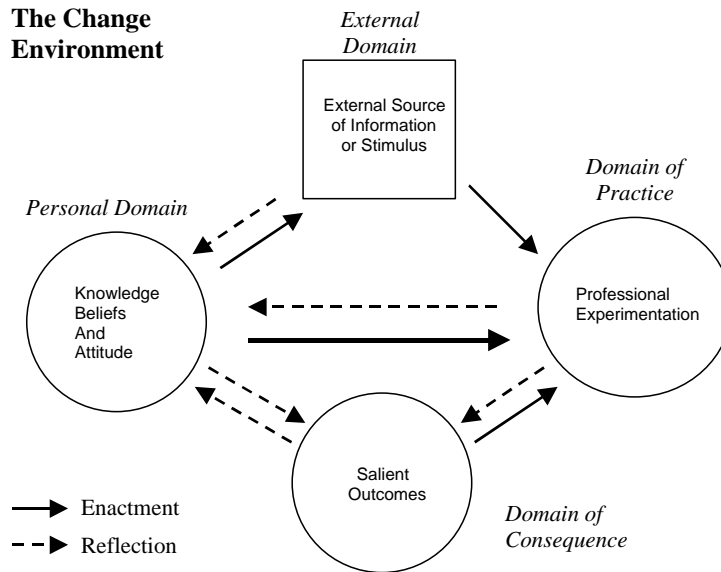 The Change
Environment
External
Domain
External Source
of Information
or Stimulus
Domain of
Practice
Personal Domain
Knowledge
Beliefs
And
Attitude
Professional
Experimentation
Salient
Outcomes
Enactment
Reflection
Domain of
Consequence